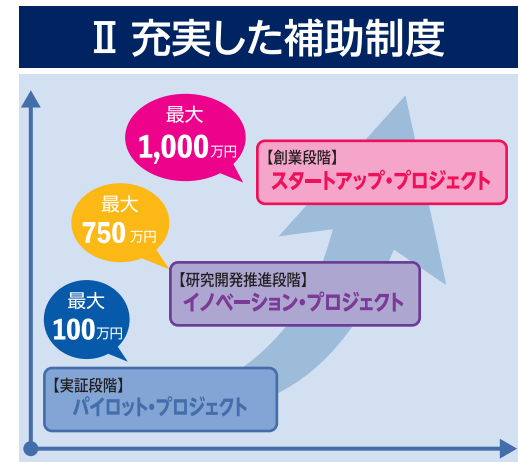 Ⅱ 充実した補助制度
最大
1,000万円
【創業段階】
スタートアップ・プロジェクト
最大
750万円
【研究開発推進段階】
イノベーション・プロジェクト
最大
100万円
【実証段階】
パイロット・プロジェクト